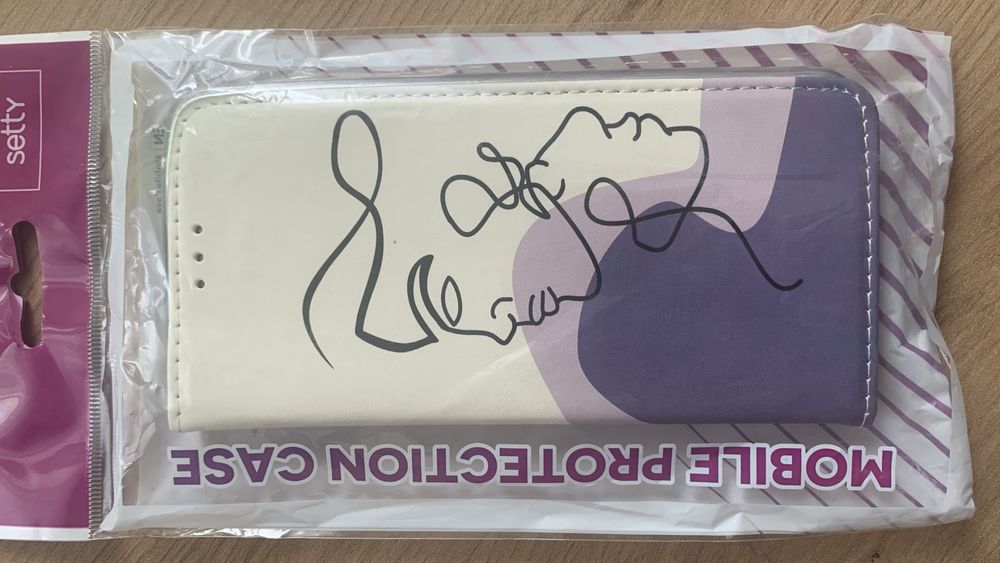 setty
MOBILE PROTECTION CASE